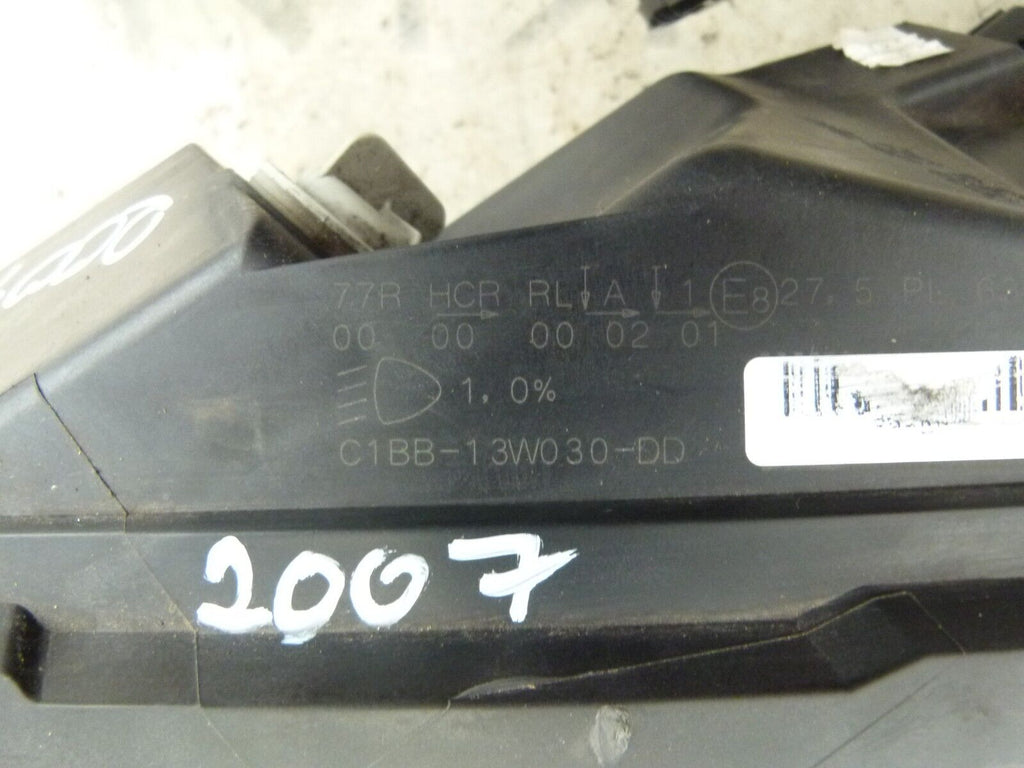 77R HCR RL A 1 E8 27,5 PL
00 00 00 02 01
1,0%
C1BB-13W030-DD
2007